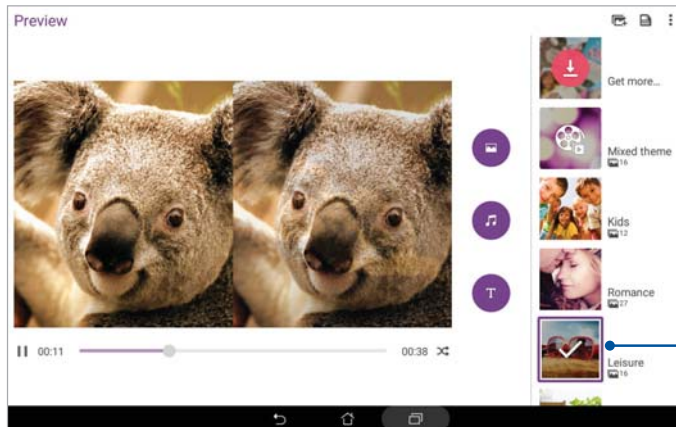 Preview
Get more...
Mixed theme
16
Kids
12
Romance
27
T
00:11
00:38
Leisure
16